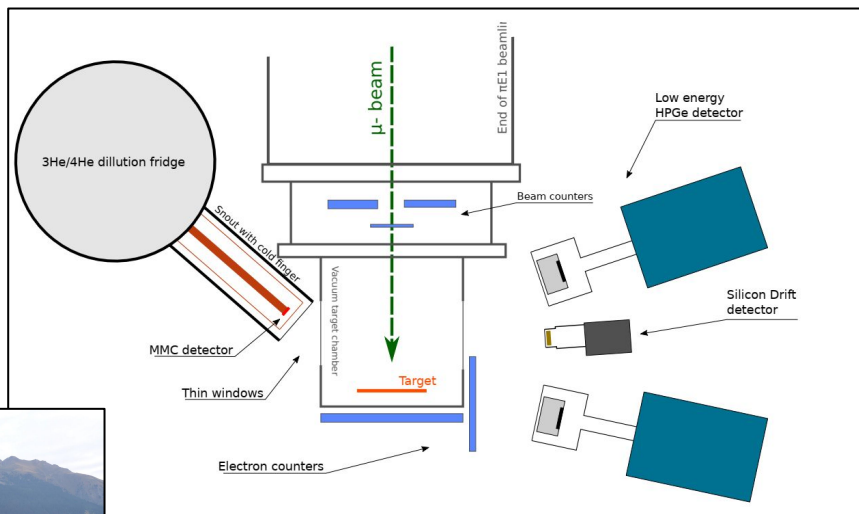 End of πE1 beamlin
μ- beam
Low energy
HPGe detector
3He/4He dillution fridge
Beam counters
Snout with cold finger
Vacuum target chamber
Silicon Drift
detector
MMC detector
Target
Thin windows
Electron counters